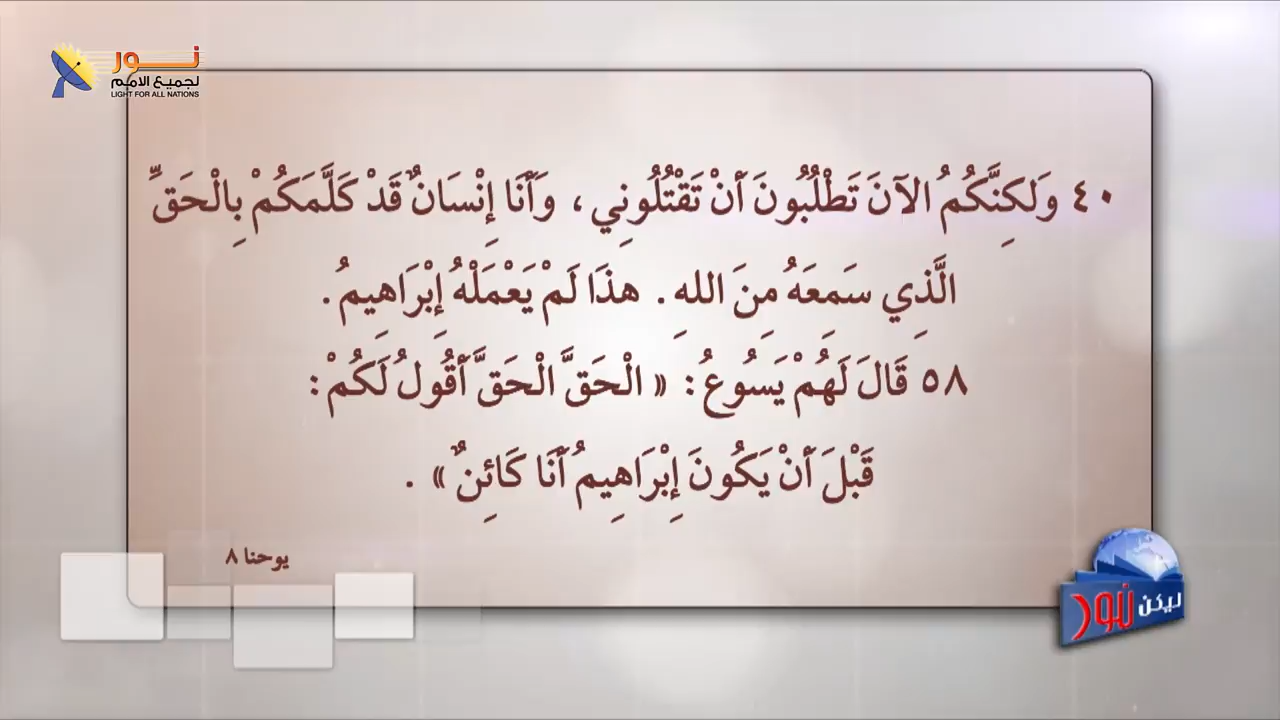 نــور
لجميع الامم
LIGHT FOR ALL NATIONS
٤٠ وَلكِنَّكُمُ الآنَ تَطْلُبُونَ أَنْ تَقْتُلُونِي، وَأَنَا إِنْسَانٌ قَدْ كَلَّمَكُمْ بِالْحَقِّ
الَّذِي سَمِعَهُ مِنَ اللهِ. هذَا لَمْ يَعْمَلْهُ إِبْرَاهِيمُ.
٥٨ قَالَ لَهُمْ يَسُوعُ: «الْحَقَّ الْحَقَّ أَقُولُ لَكُمْ:
قَبْلَ أَنْ يَكُونَ إِبْرَاهِيمُ أَنَا كَائِنٌ».
يوحنا ٨
ليكن نور